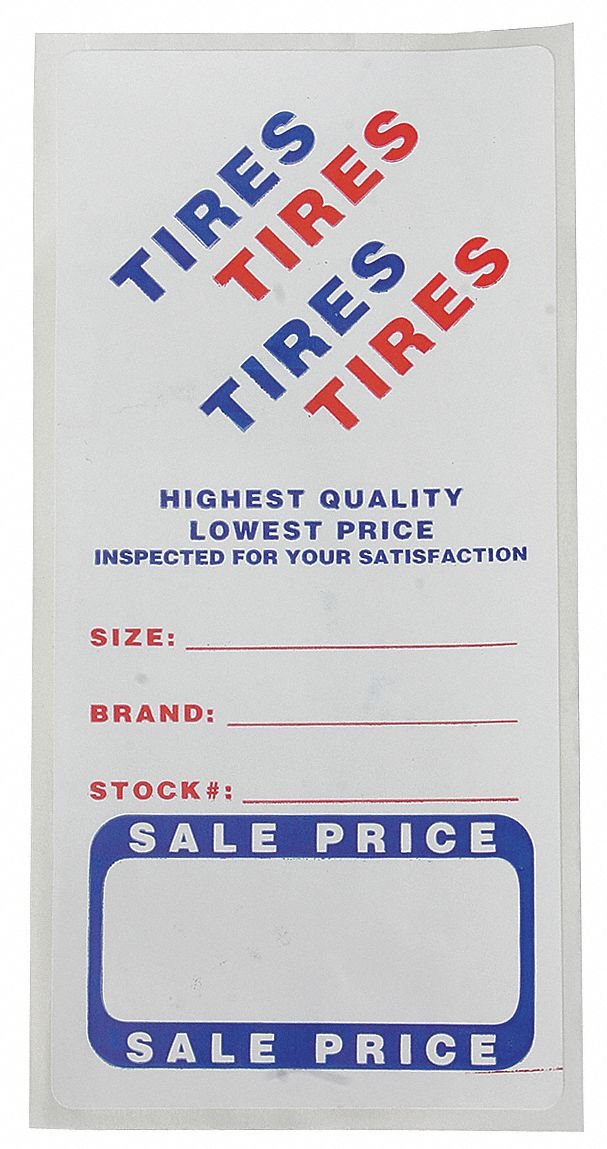 TIRES
TIRES
TIRES
TIRES
HIGHEST QUALITY
LOWEST PRICE
INSPECTED FOR YOUR SATISFACTION
SIZE:
BRAND:
STOCK#:
SALE PRICE
SALE PRICE